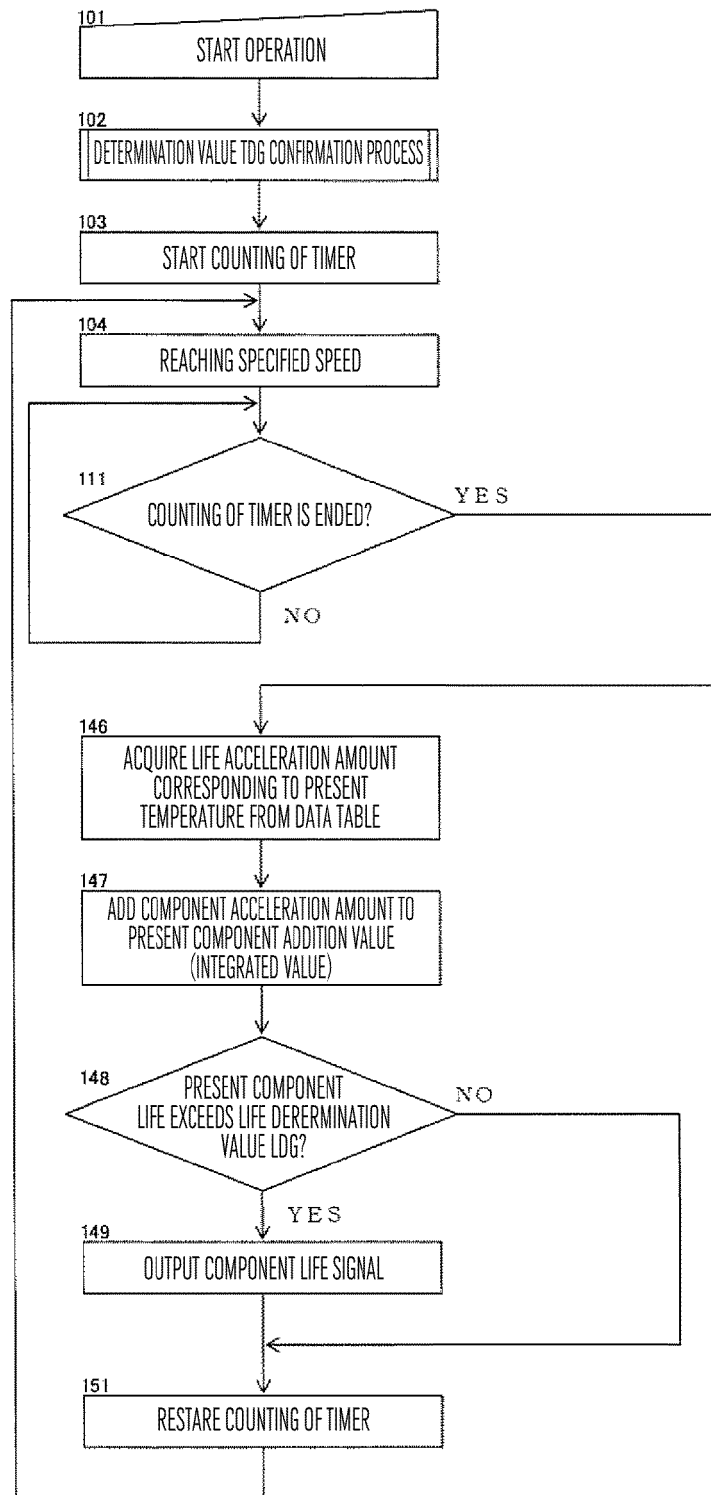 101
START OPERATION
102
DETERMINATION VALUE TDG CONFIRMATION PROCESS
103
START COUNTING OF TIMER
104
REACHING SPECIFIED SPEED
111
COUNTING OF TIMER IS ENDED?
YES
NO
146
ACQUIRE LIFE ACCELERATION AMOUNT
CORRESPONDING TO PRESENT
TEMPERATURE FROM DATA TABLE
147
ADD COMPONENT ACCELERATION AMOUNT TO
PRESENT COMPONENT ADDITION VALUE
(INTEGRATED VALUE)
148
PRESENT COMPONENT
LIFE EXCEEDS LIFE DERERMINATION
VALUE LDG?
NO
YES
149
OUTPUT COMPONENT LIFE SIGNAL
151
RESTARE COUNTING OF TIMER